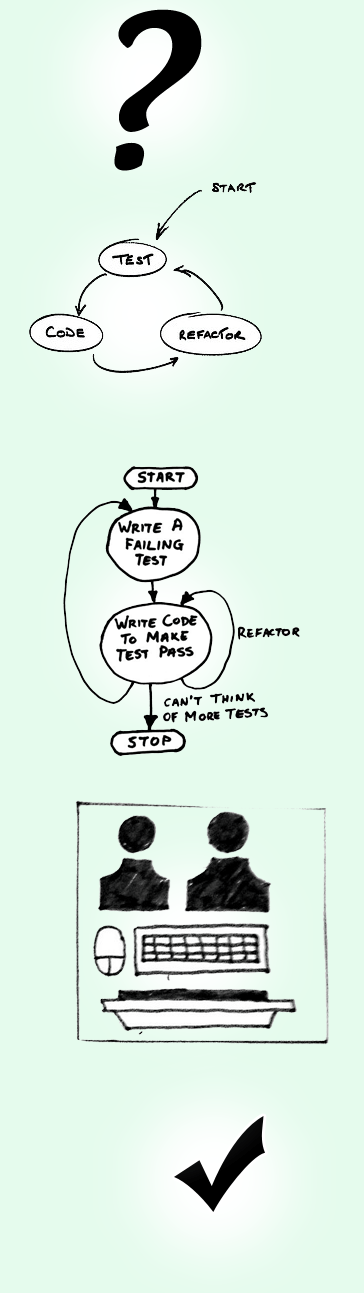 ?
START
TEST
CODE
REFACTOR
START
WRITE A
FAILING
TEST
WRITE CODE
TO MAKE
TEST PASS
REFACTOR
CAN'T THINK
OF MORE TESTS
STOP